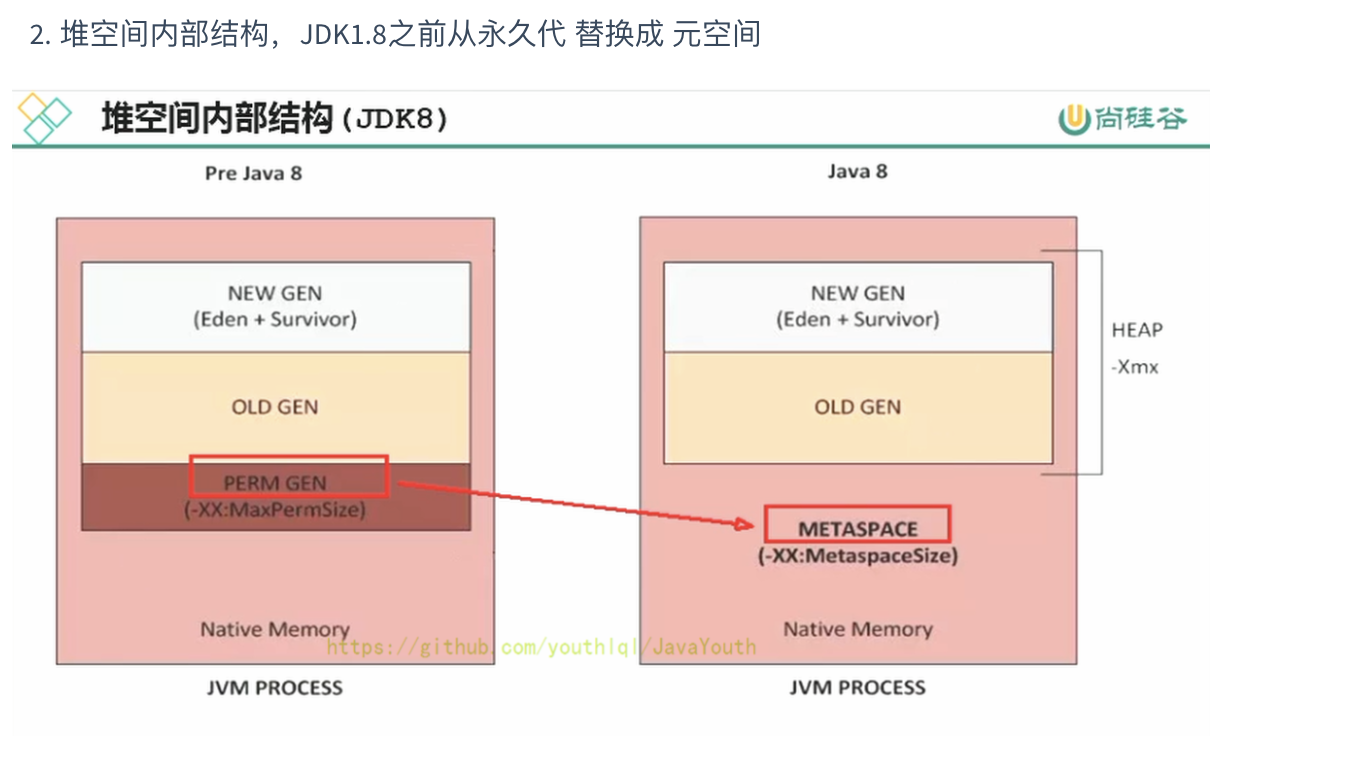 2. 堆空间内部结构，JDK1.8之前从永久代 替换成 元空间
堆空间内部结构(JDK8)
尚硅谷
Pre Java 8
NEW GEN
(Eden + Survivor)
OLD GEN
PERM GEN
(-XX:MaxPermSize)
Native Memory
JVM PROCESS
Java 8
NEW GEN
(Eden + Survivor)
OLD GEN
HEAP
-Xmx
METASPACE
(-XX:MetaspaceSize)
Native Memory
JVM PROCESS
https://github.com/youthlql/JavaYouth